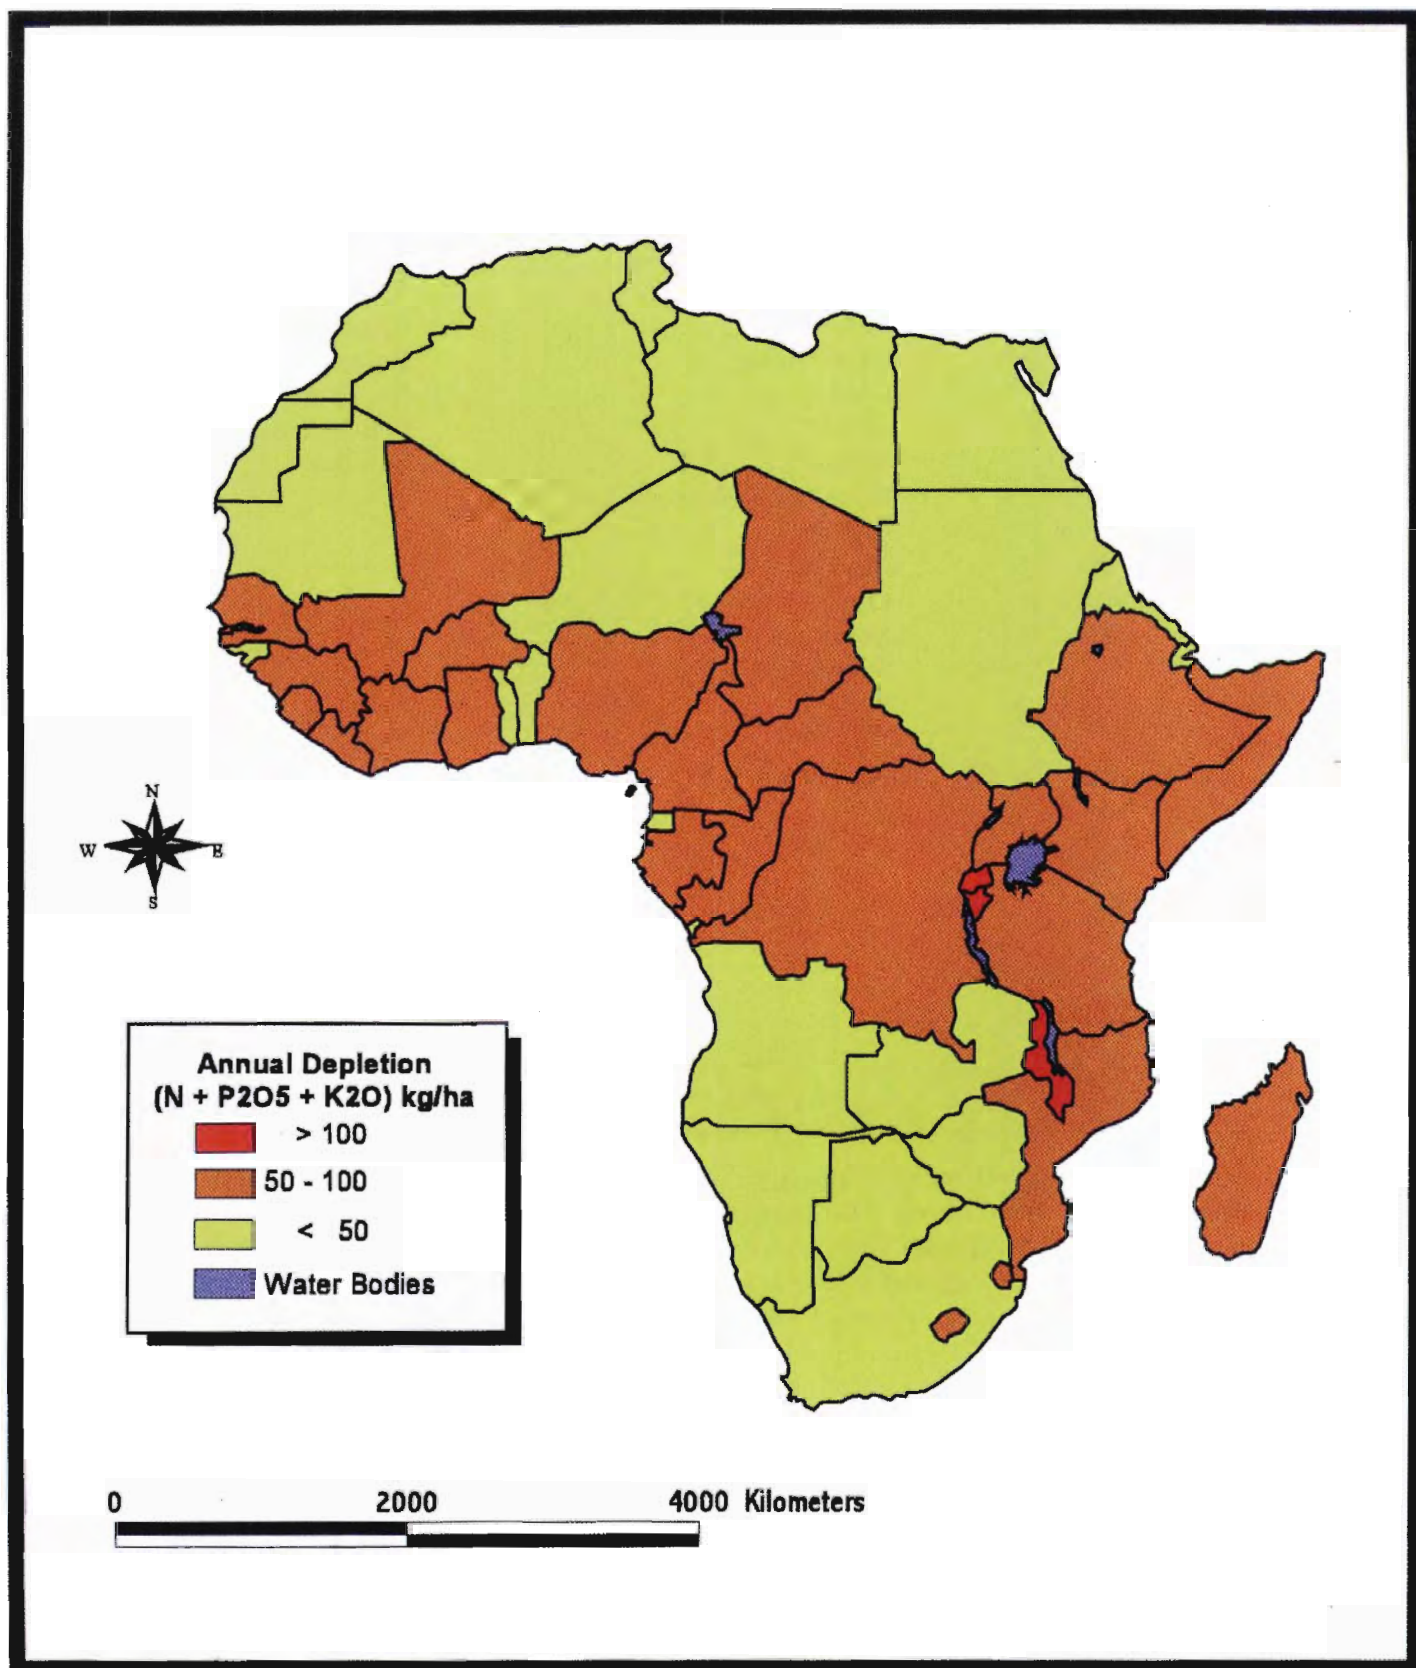 N
W E
S
Annual Depletion
(N + P2O5 + K2O) kg/ha
> 100
50 - 100
< 50
Water Bodies
0 2000 4000 Kilometers